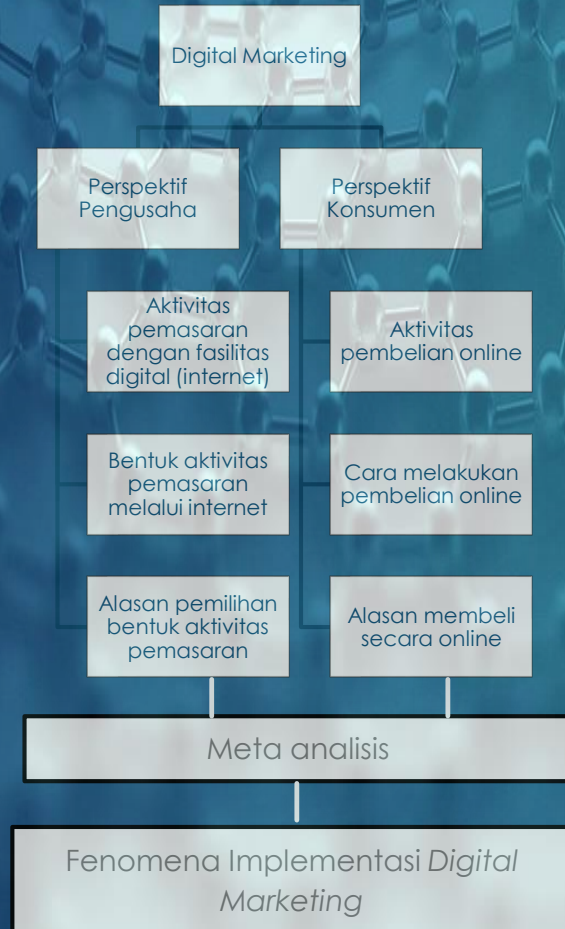 Digital Marketing
Perspektif
Pengusaha
Perspektif
Konsumen
Aktivitas
pemasaran
dengan fasilitas
digital (internet)
Aktivitas
pembelian online
Bentuk aktivitas
pemasaran
melalui internet
Cara melakukan
pembelian online
Alasan pemilihan
bentuk aktivitas
pemasaran
Alasan membeli
secara online
Meta analisis
Fenomena Implementasi Digital
Marketing